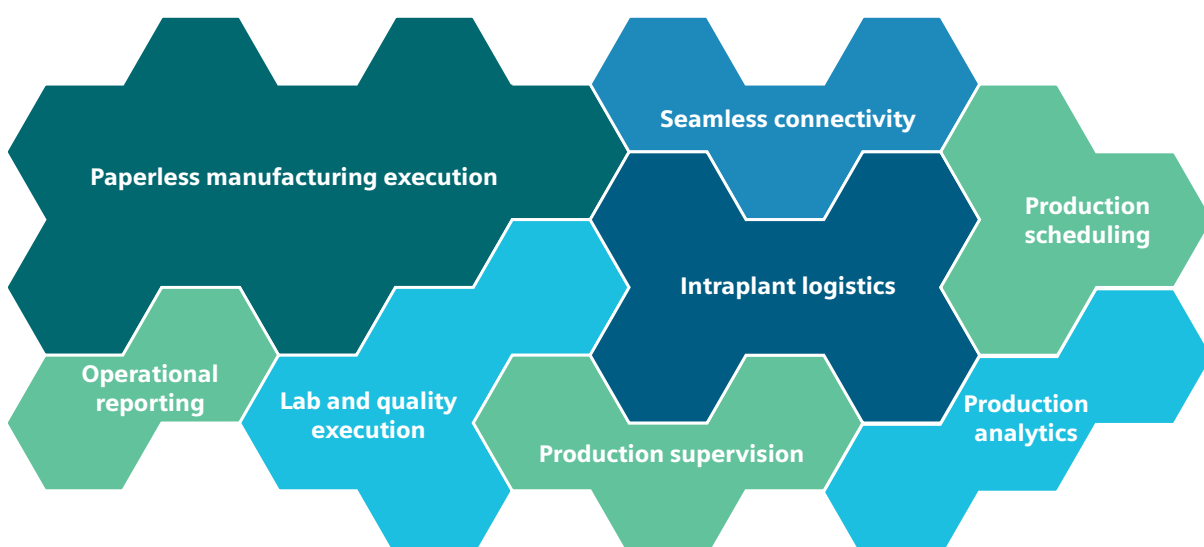 Seamless connectivity
Paperless manufacturing execution
Production
scheduling
Intraplant logistics
Operational
reporting
Lab and quality
execution
Production
analytics
Production supervision